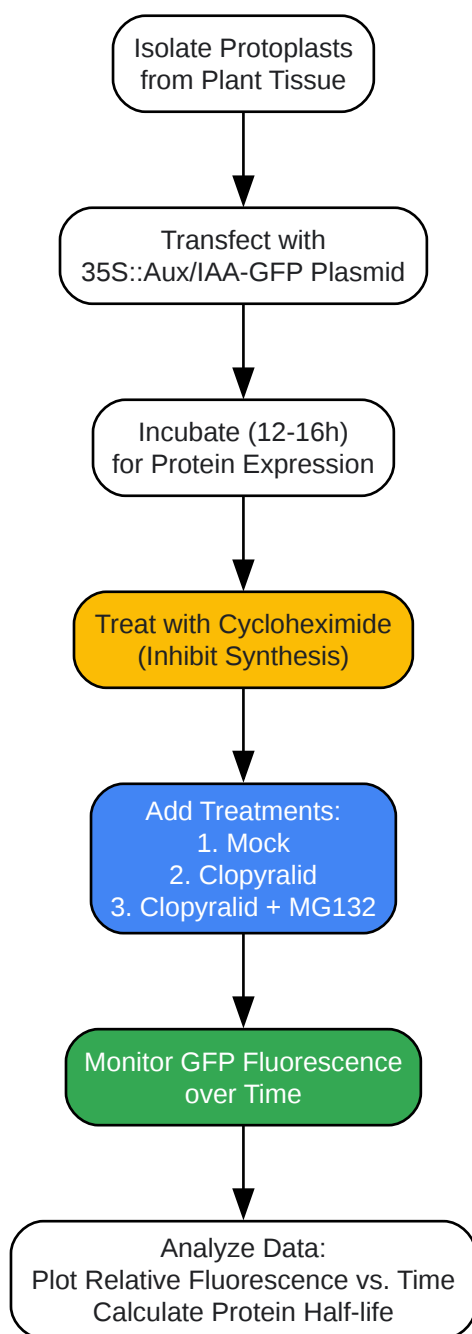 Isolate Protoplasts
from Plant Tissue
Transfect with
35S::Aux/IAA-GFP Plasmid
Incubate (12-16h)
for Protein Expression
Treat with Cycloheximide
(Inhibit Synthesis)
Add Treatments:
1. Mock
2. Clopyralid
3. Clopyralid + MG132
Monitor GFP Fluorescence
over Time
Analyze Data:
Plot Relative Fluorescence vs. Time
Calculate Protein Half-life